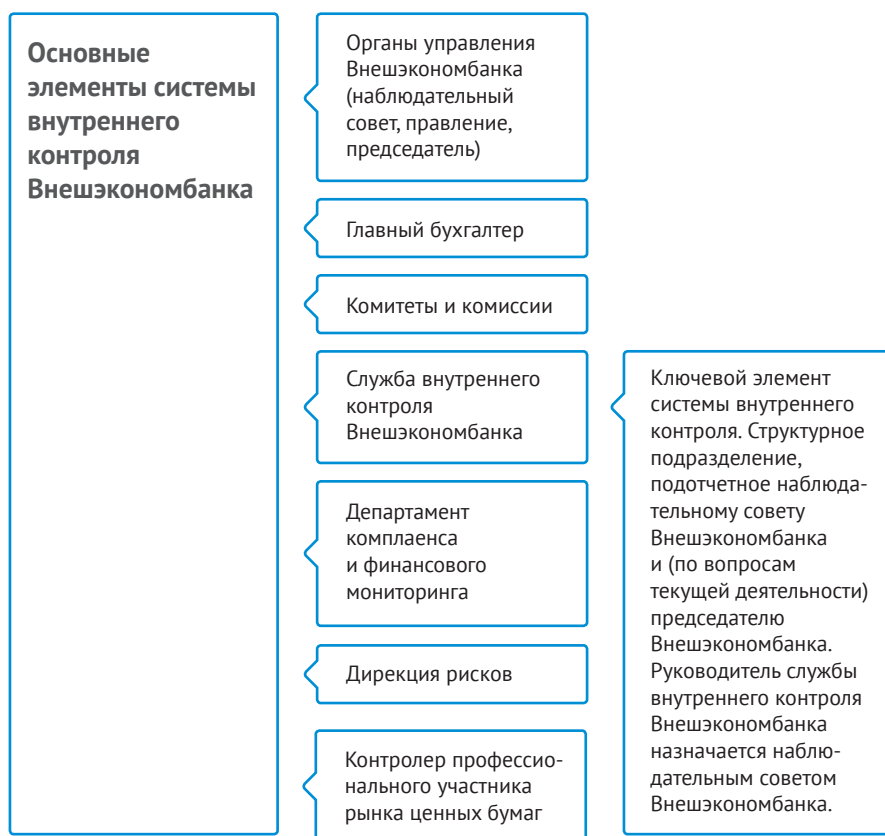 Основные
элементы системы
внутреннего
контроля
Внешэкономбанка
Органы управления
Внешэкономбанка
(наблюдательный
совет, правление,
председатель)
Главный бухгалтер
Комитеты и комиссии
Служба внутреннего
контроля
Внешэкономбанка
Ключевой элемент
системы внутреннего
контроля. Структурное
подразделение,
подотчетное наблюда-
тельному совету
Внешэкономбанка
и (по вопросам
текущей деятельности)
председателю
Внешэкономбанка.
Руководитель службы
внутреннего контроля
Внешэкономбанка
назначается наблю-
дательным советом
Внешэкономбанка.
Департамент
комплаенса
и финансового
мониторинга
Дирекция рисков
Контролер профессио-
нального участника
рынка ценных бумаг